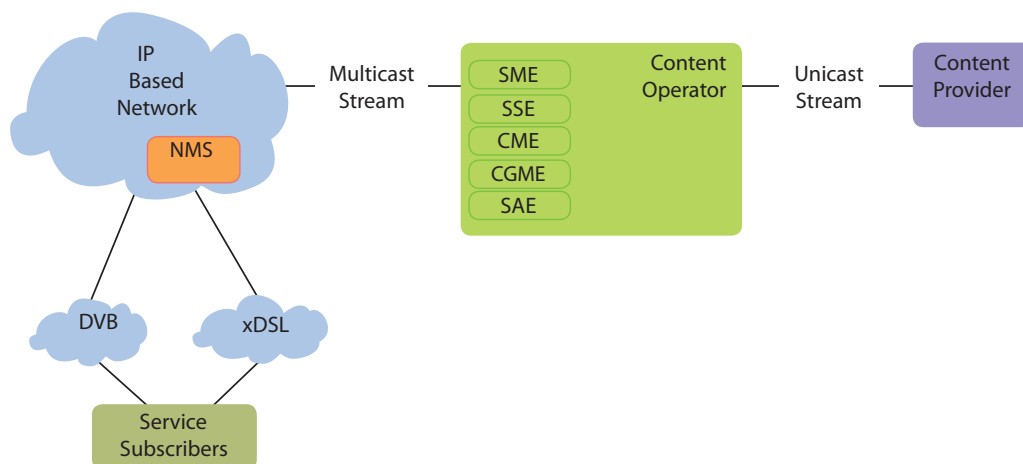 IP
Based
Network
NMS
Multicast
Stream
SME
SSE
CME
CGME
SAE
Content
Operator
Unicast
Stream
Content
Provider
DVB
xDSL
Service
Subscribers